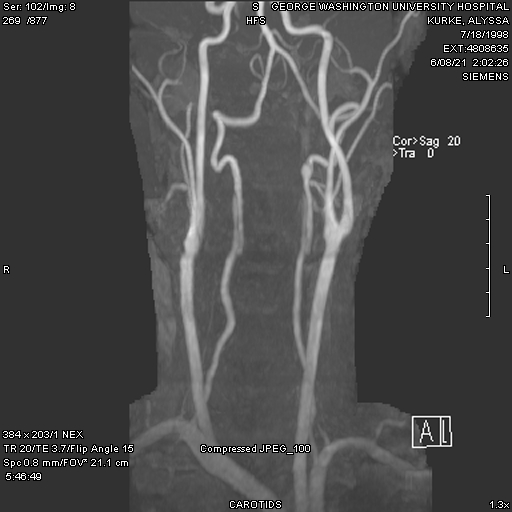 Ser: 102/Img: 8
269 /877
S
HFS
GEORGE WASHINGTON UNIVERSITY HOSPITAL
KURKE, ALYSSA
7/18/1998
EXT:4808635
6/08/21 2:02:26
SIEMENS
Cor>Sag 20
>Tra 0
R
L
AL
384 x 203/1 NEX
TR 20/TE 3.7/Flip Angle 15
Spc 0.8 mm/FOV* 21.1 cm
5:46:49
Compressed JPEG_100
CAROTIDS
1.3x